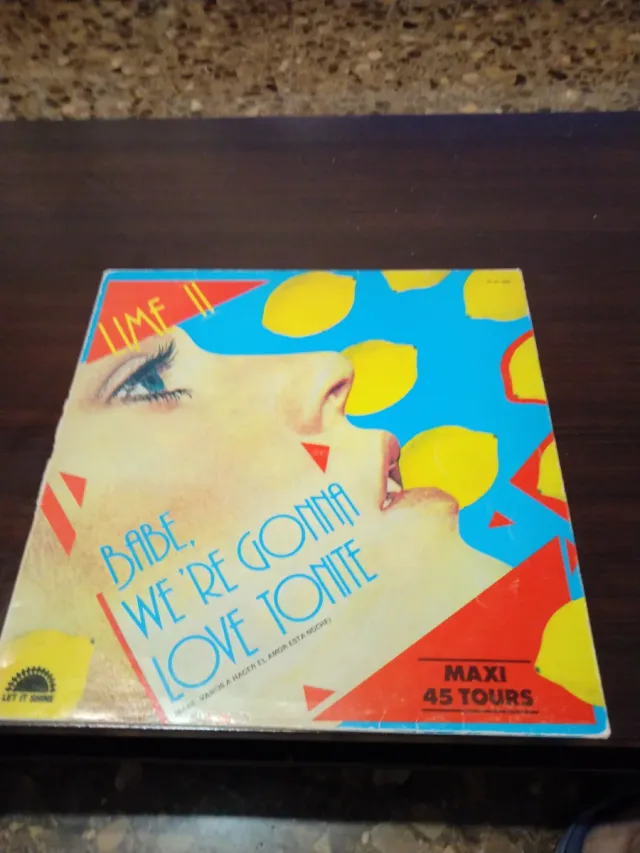 LIME II
BABE,
WE'RE GONNA
LOVE TONITE
VAMOS A HACER EL AMOR ESTA NOCHE)
MAXI
45 TOURS
LET IT SHINE